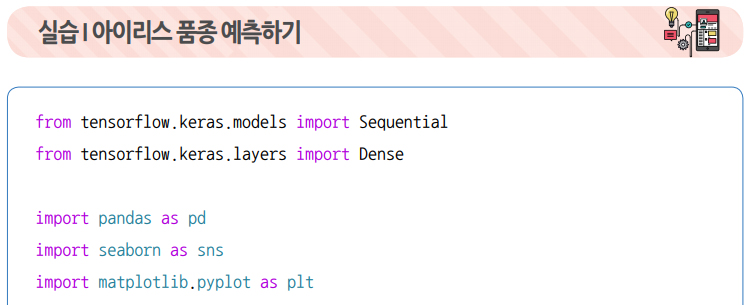 실습 I 아이리스 품종 예측하기
from tensorflow.keras.models import Sequential
from tensorflow.keras.layers import Dense
import pandas as pd
import seaborn as sns
import matplotlib.pyplot as plt